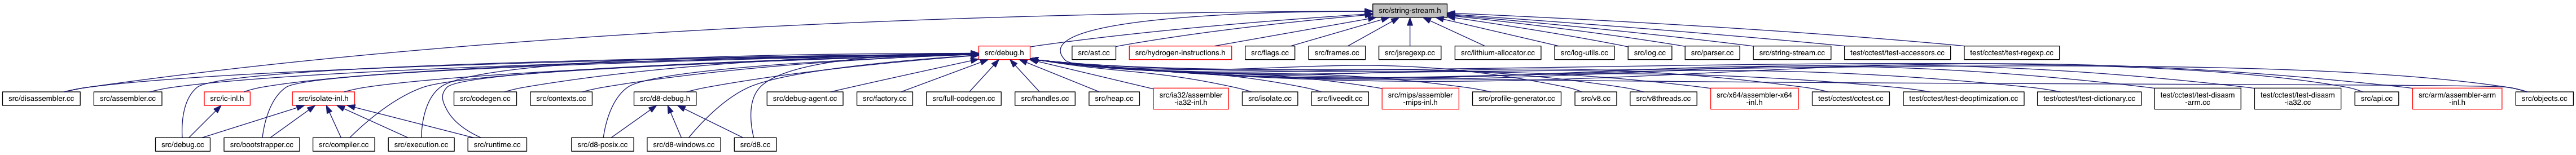 src/string-stream.h
src/debug.h
src/ast.cc
src/hydrogen-instructions.h
src/flags.cc
src/frames.cc
src/jsregexp.cc
src/lithium-allocator.cc
src/log-utils.cc
src/log.cc
src/parser.cc
src/string-stream.cc
test/cctest/test-accessors.cc
test/cctest/test-regexp.cc
src/disassembler.cc
src/assembler.cc
src/ic-inl.h
src/isolate-inl.h
src/codegen.cc
src/contexts.cc
src/d8-debug.h
src/debug-agent.cc
src/factory.cc
src/full-codegen.cc
src/handles.cc
src/heap.cc
src/ia32/assembler
-ia32-inl.h
src/isolate.cc
src/liveedit.cc
src/mips/assembler
-mips-inl.h
src/profile-generator.cc
src/v8.cc
src/v8threads.cc
src/x64/assembler-x64
-inl.h
test/cctest/cctest.cc
test/cctest/test-deoptimization.cc
test/cctest/test-dictionary.cc
test/cctest/test-disasm
-arm.cc
test/cctest/test-disasm
-ia32.cc
src/api.cc
src/arm/assembler-arm
-inl.h
src/objects.cc
src/debug.cc
src/bootstrapper.cc
src/compiler.cc
src/execution.cc
src/runtime.cc
src/d8-posix.cc
src/d8-windows.cc
src/d8.cc